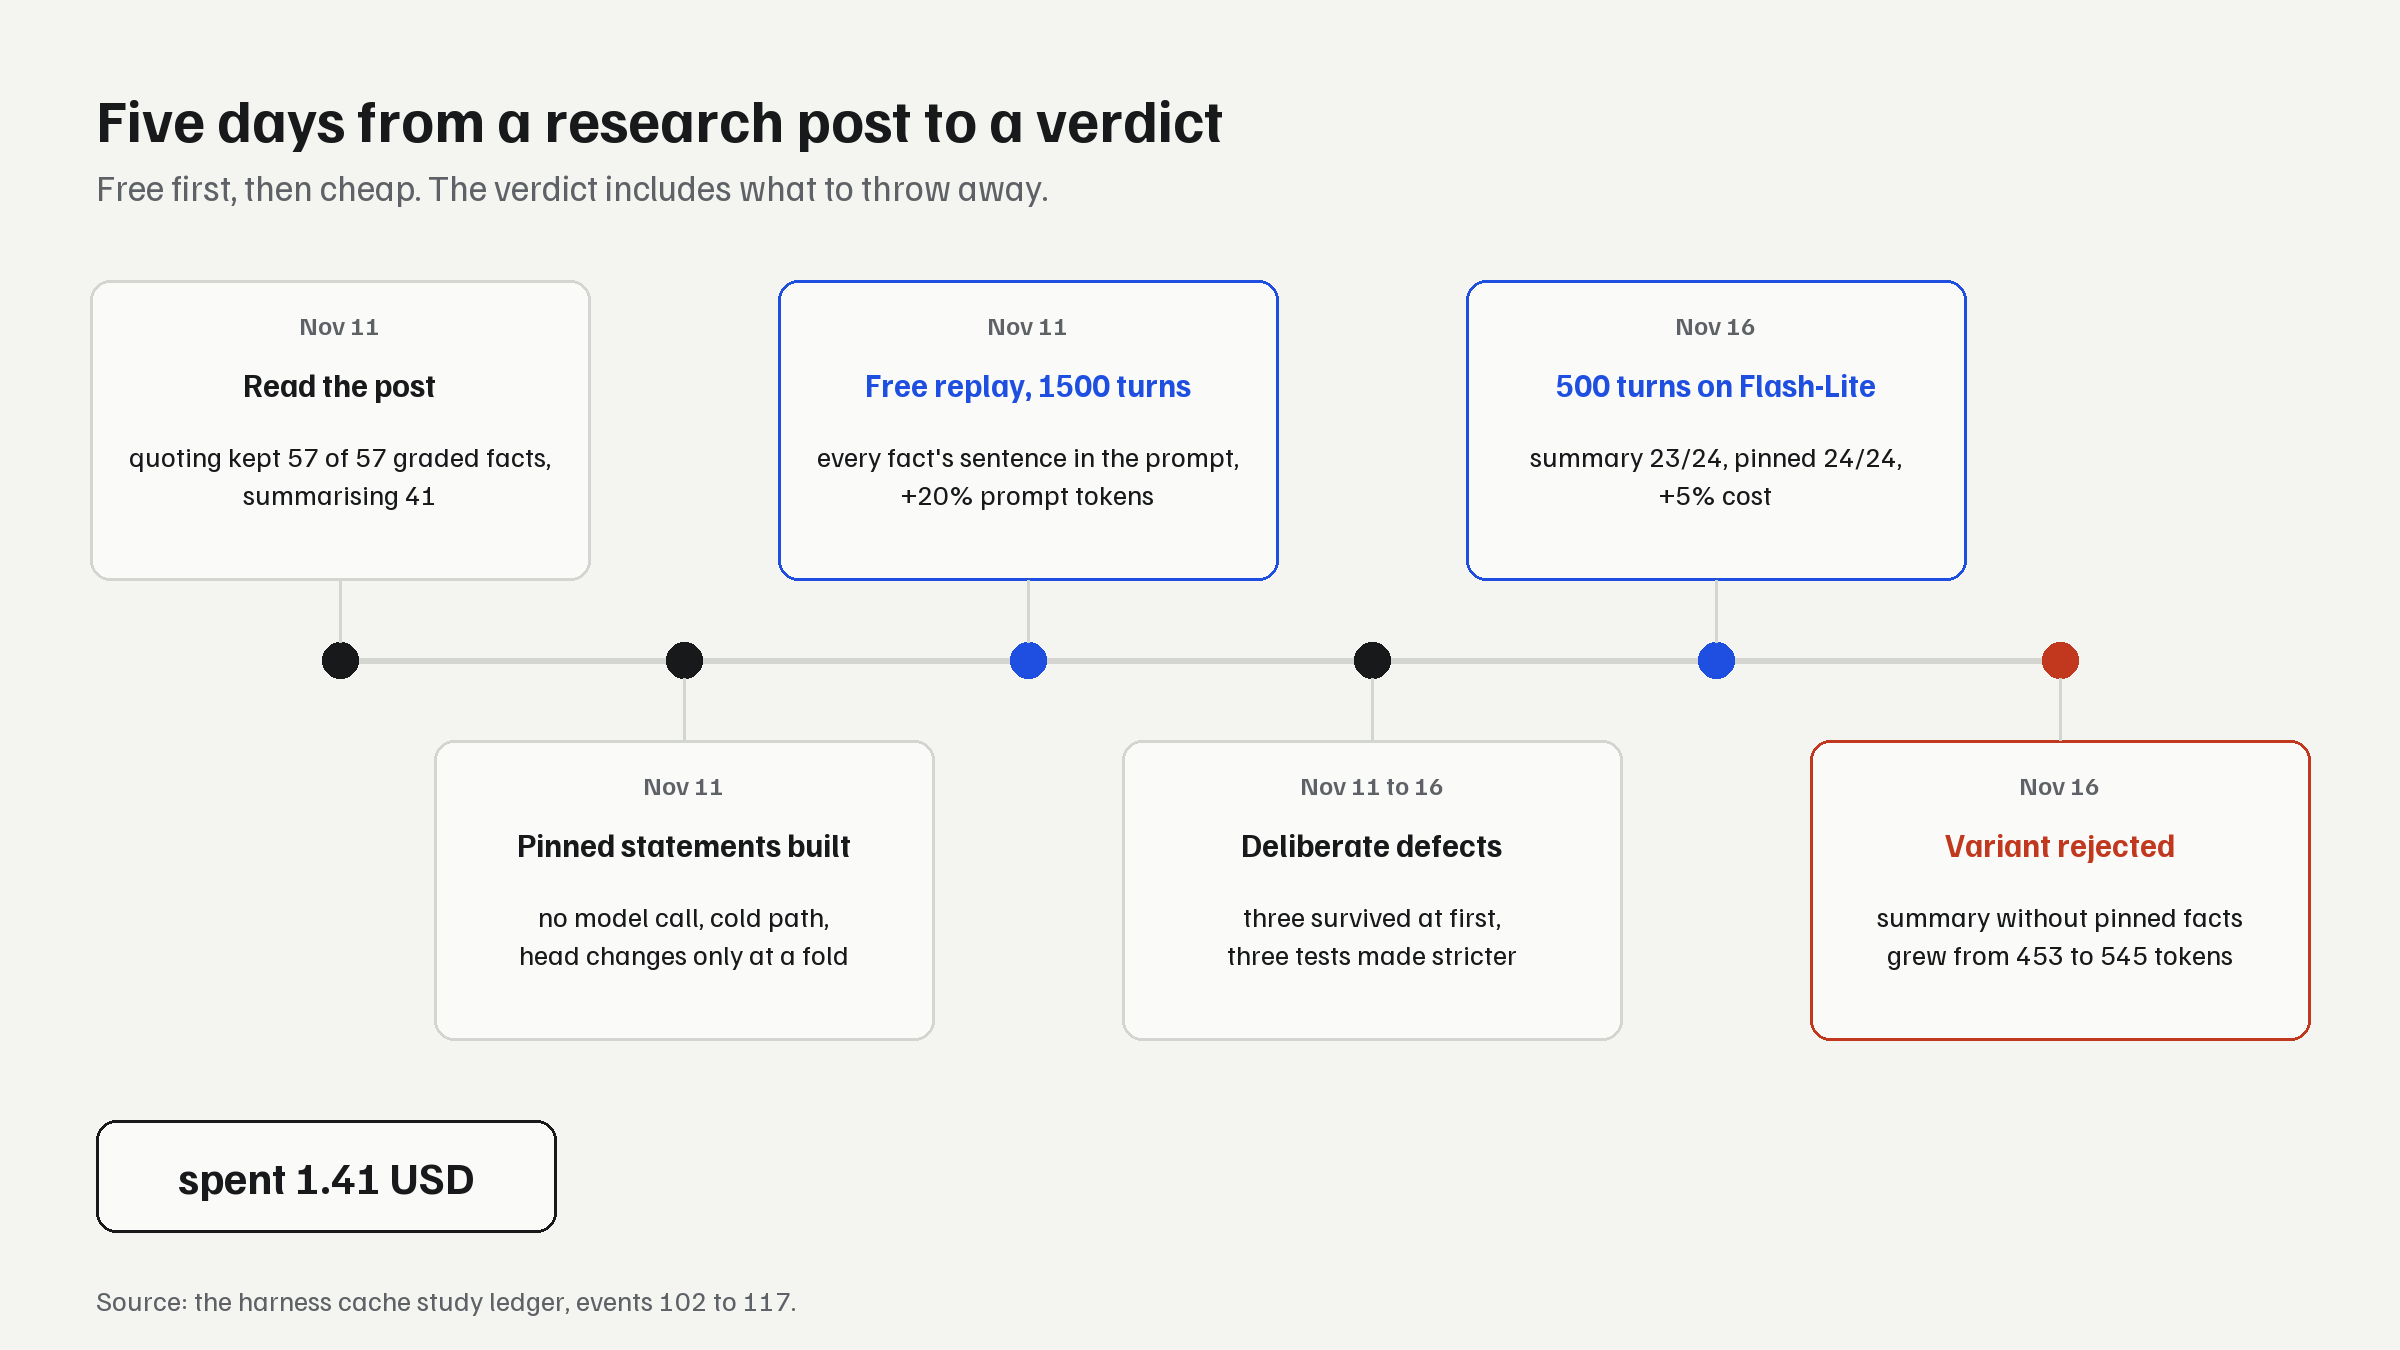 Five days from a research post to a verdict
Free first, then cheap. The verdict includes what to throw away.
Nov 11
Read the post
quoting kept 57 of 57 graded facts,
summarising 41
Nov 11
Pinned statements built
no model call, cold path,
head changes only at a fold
Nov 11
Free replay, 1500 turns
every fact's sentence in the prompt,
+20% prompt tokens
Nov 11 to 16
Deliberate defects
three survived at first,
three tests made stricter
Nov 16
500 turns on Flash-Lite
summary 23/24, pinned 24/24,
+5% cost
Nov 16
Variant rejected
summary without pinned facts
grew from 453 to 545 tokens
spent 1.41 USD
Source: the harness cache study ledger, events 102 to 117.